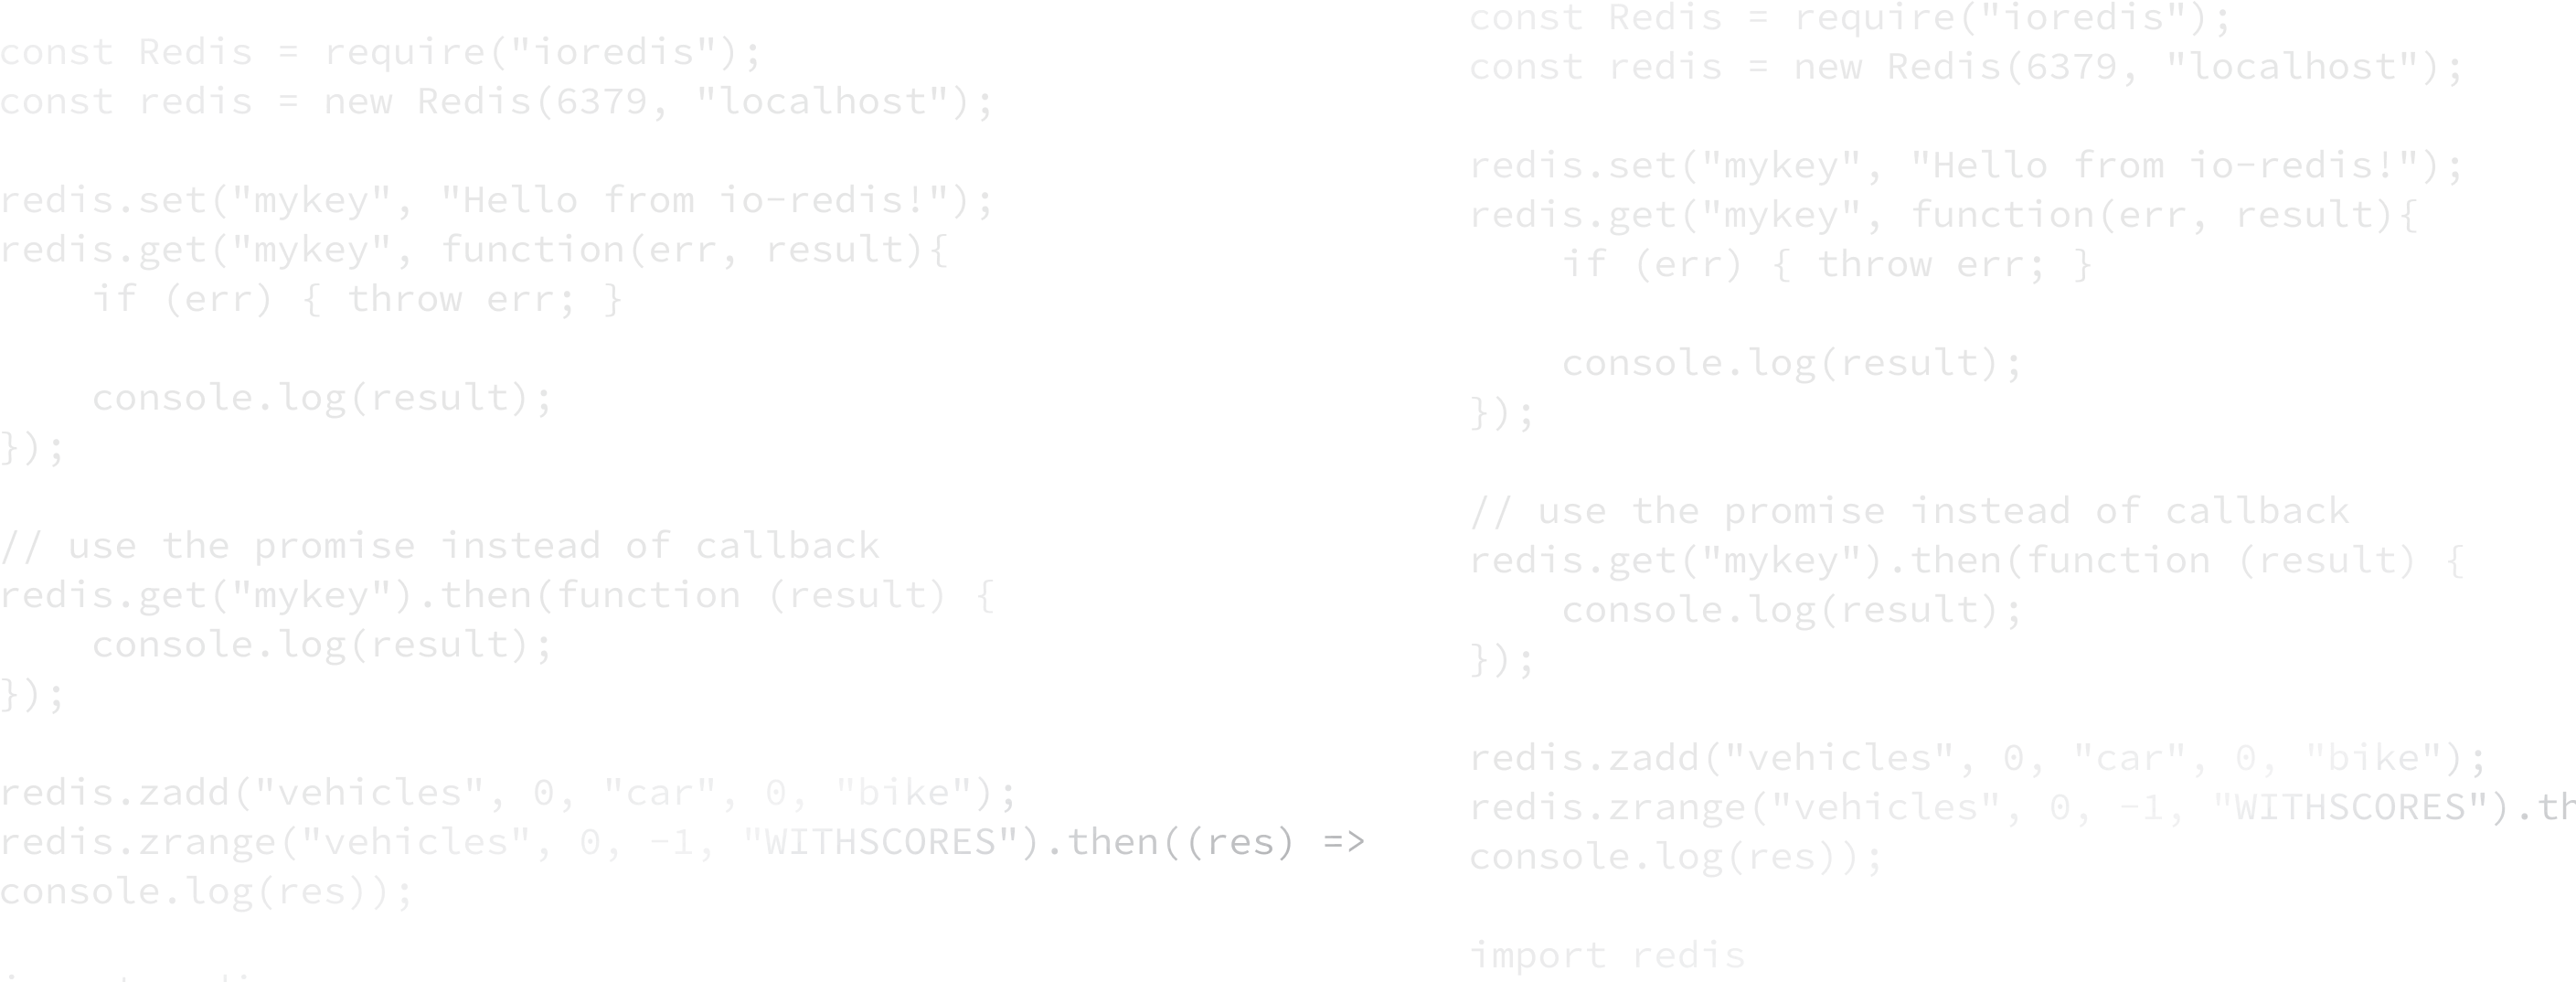 const Redis = require("ioredis");
const redis = new Redis(6379, "localhost");
redis.set("mykey", "Hello from io-redis!");
redis.get("mykey", function(err, result){
    if (err) { throw err; }
    console.log(result);
});
// use the promise instead of callback
redis.get("mykey").then(function (result) {
    console.log(result);
});
redis.zadd("vehicles", 0, "car", 0, "bike");
redis.zrange("vehicles", 0, -1, "WITHSCORES").then((res) =>
console.log(res));
const Redis = require("ioredis");
const redis = new Redis(6379, "localhost");
redis.set("mykey", "Hello from io-redis!");
redis.get("mykey", function(err, result){
    if (err) { throw err; }
    console.log(result);
});
// use the promise instead of callback
redis.get("mykey").then(function (result) {
    console.log(result);
});
redis.zadd("vehicles", 0, "car", 0, "bike");
redis.zrange("vehicles", 0, -1, "WITHSCORES").th
console.log(res));
import redis